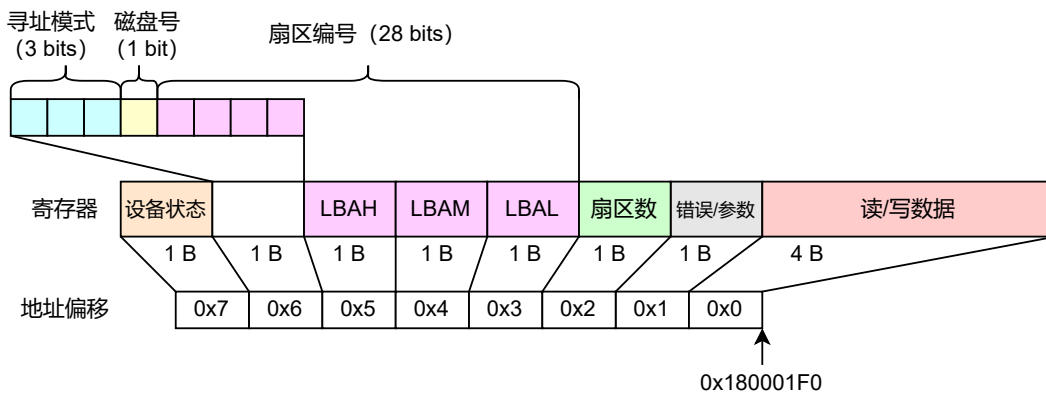 寻址模式
（3 bits）
磁盘号
（1 bit）
扇区编号（28 bits）
寄存器
设备状态
LBAH
LBAM
LBAL
扇区数
错误/参数
读/写数据
1 B
1 B
1 B
1 B
1 B
1 B
1 B
4 B
地址偏移
0x7
0x6
0x5
0x4
0x3
0x2
0x1
0x0
0x180001F0